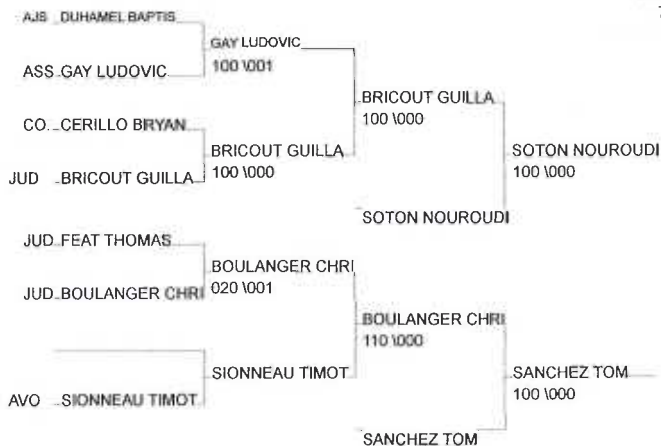 AJS DUHAMEL BAPTIS
GAY LUDOVIC
100 \001
ASS GAY LUDOVIC
BRICOUT GUILLA
100 \000
CO. CERILLO BRYAN
BRICOUT GUILLA
100 \000
SOTON NOUROUDI
100 \000
JUD BRICOUT GUILLA
SOTON NOUROUDI
JUD FEAT THOMAS
BOULANGER CHRI
020 \001
JUD BOULANGER CHRI
BOULANGER CHRI
110 \000
SIONNEAU TIMOT
SANCHEZ TOM
100 \000
AVO SIONNEAU TIMOT
SANCHEZ TOM